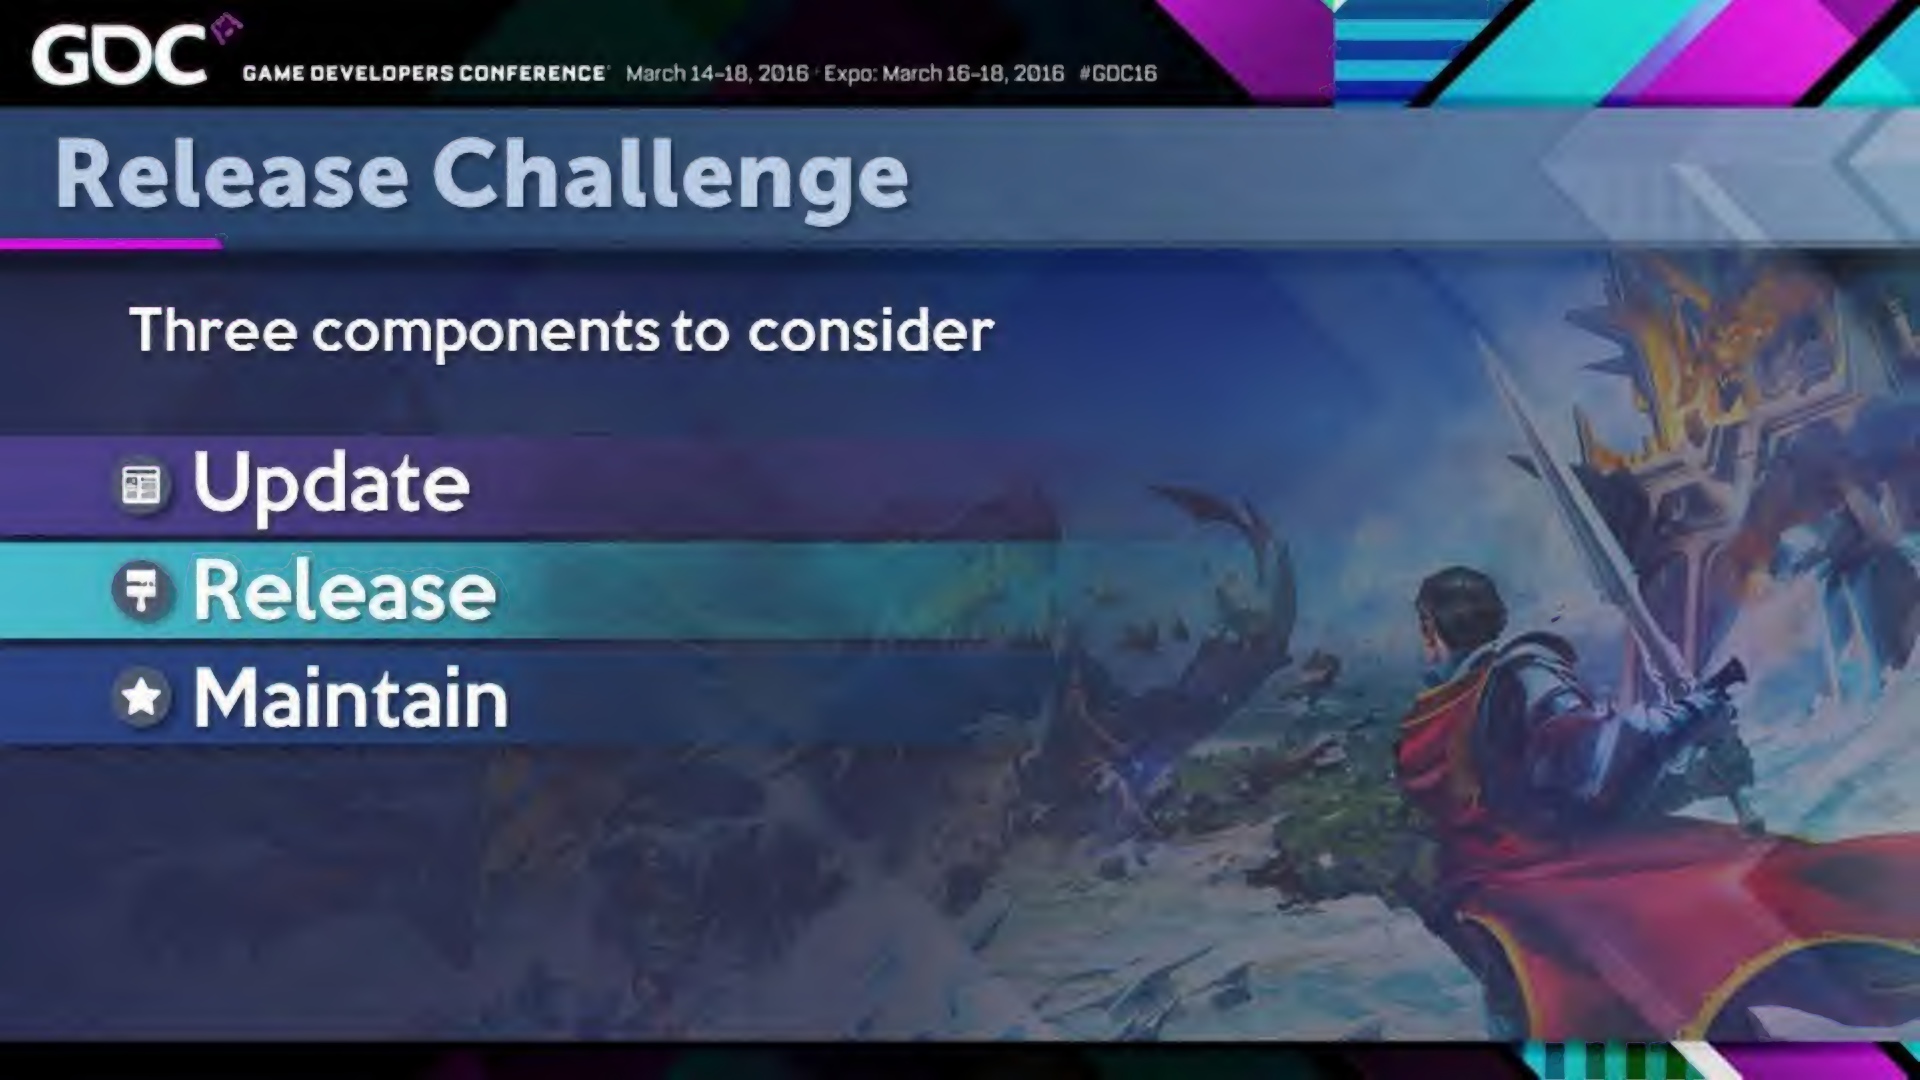 GDC
GAME DEVELOPERS CONFERENCE® March 14-18, 2016 · Expo: March 16-18, 2016 #GDC16
Release Challenge
Three components to consider
Update
Release
Maintain